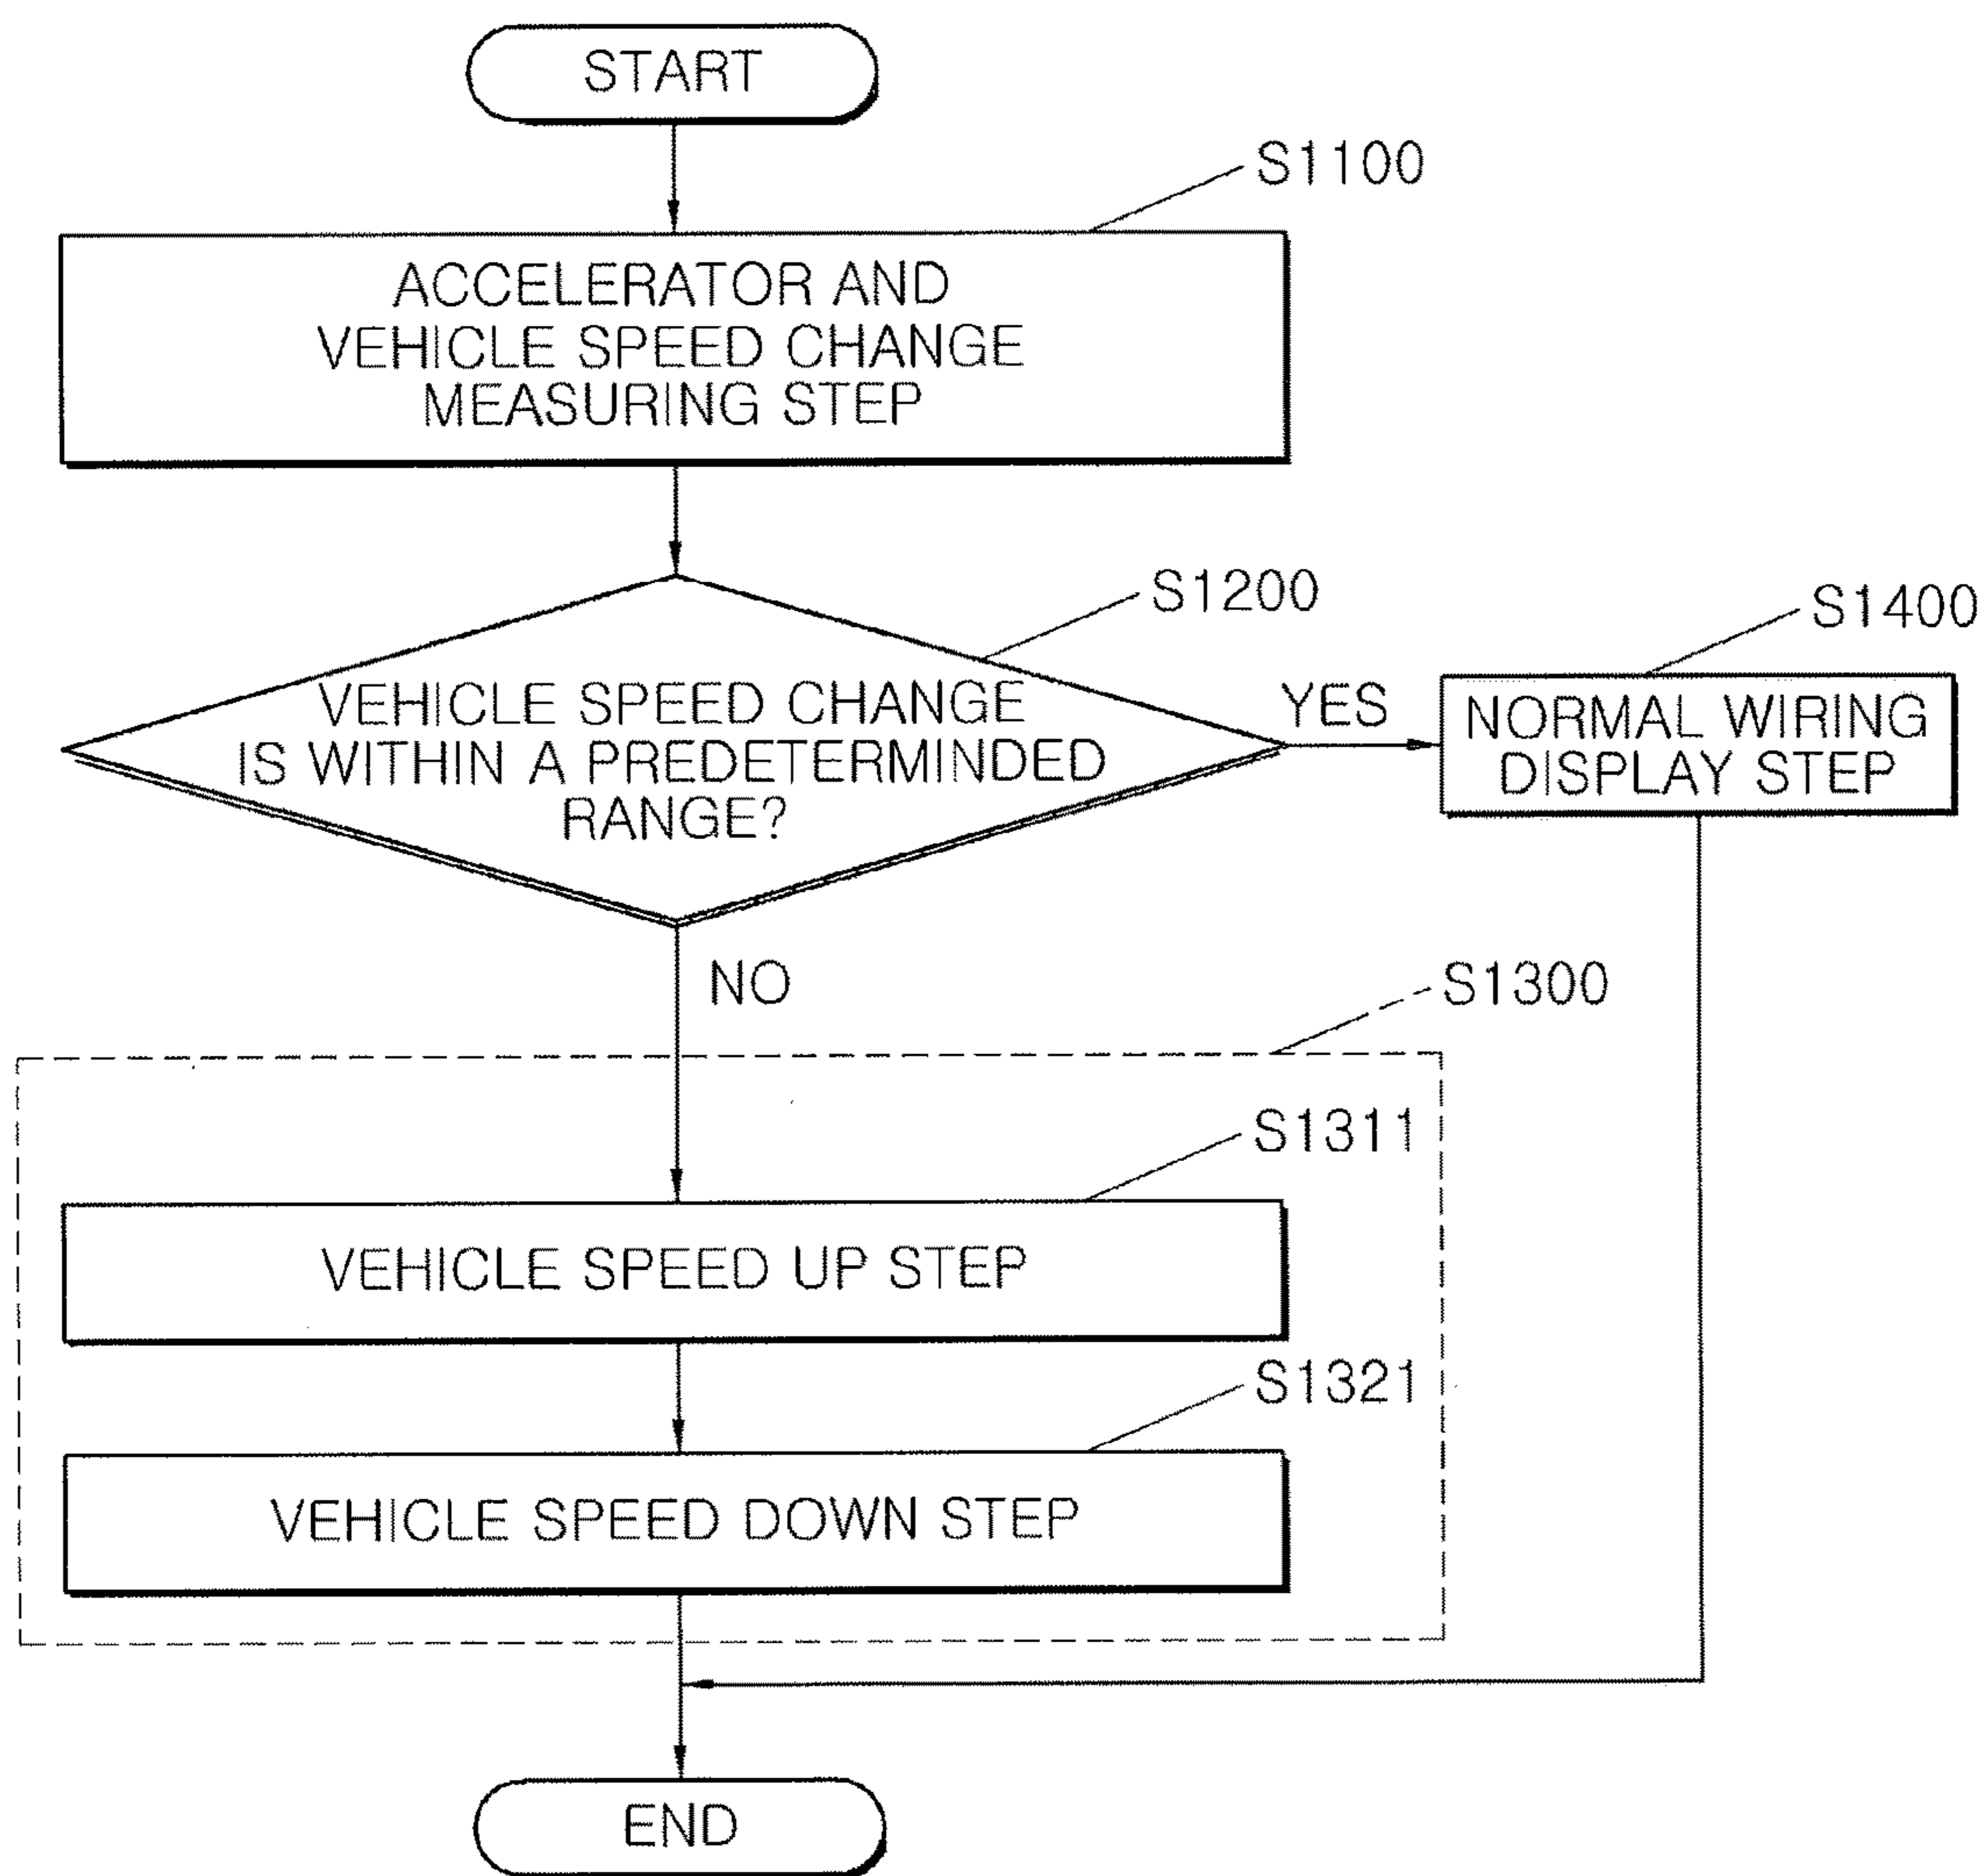 START
S1100
ACCELERATOR AND
VEHICLE SPEED CHANGE
MEASURING STEP
S1200
VEHICLE SPEED CHANGE
IS WITHIN A PREDETERMINDED
RANGE?
YES
S1400
NORMAL WIRING
DISPLAY STEP
NO
S1300
S1311
VEHICLE SPEED UP STEP
S1321
VEHICLE SPEED DOWN STEP
END